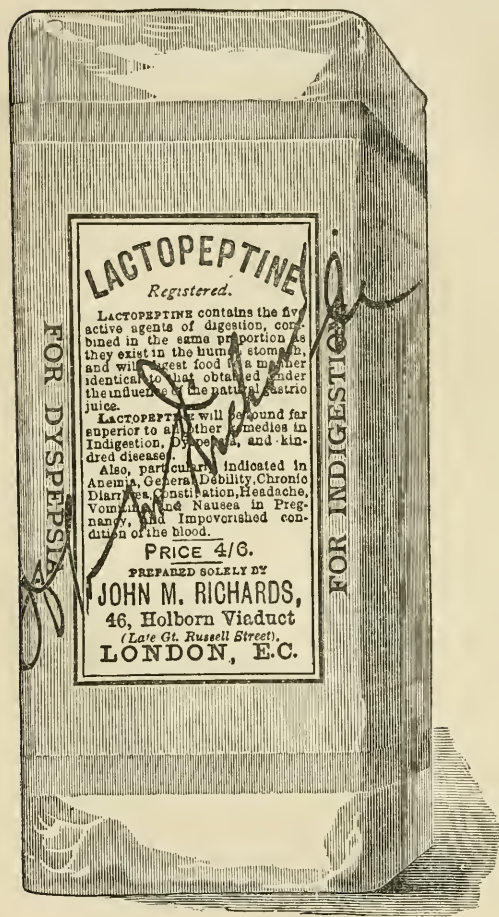 LACTOPEPTINE
Registered.
LACTOPEPTINE contains the five
active agents of digestion, com-
bined in the same proportion as
they exist in the human stomach,
and will digest food in a manner
identical to that obtained under
the influence of the natural gastric
juice.
LACTOPEPTINE will be found far
superior to all other remedies in
Indigestion, Dyspepsia, and kin-
dred diseases.
Also, particularly indicated in
Anemia, General Debility, Chronic
Diarrhea, Constipation, Headache,
Vomiting and Nausea in Preg-
nancy, and Impoverished con-
dition of the blood.
PRICE 4/6.
PREPARED SOLELY BY
JOHN M. RICHARDS,
46, Holborn Viaduct
(Late Gt. Russell Street),
LONDON, E.C.
FOR DYSPEPSIA.
FOR INDIGESTION.